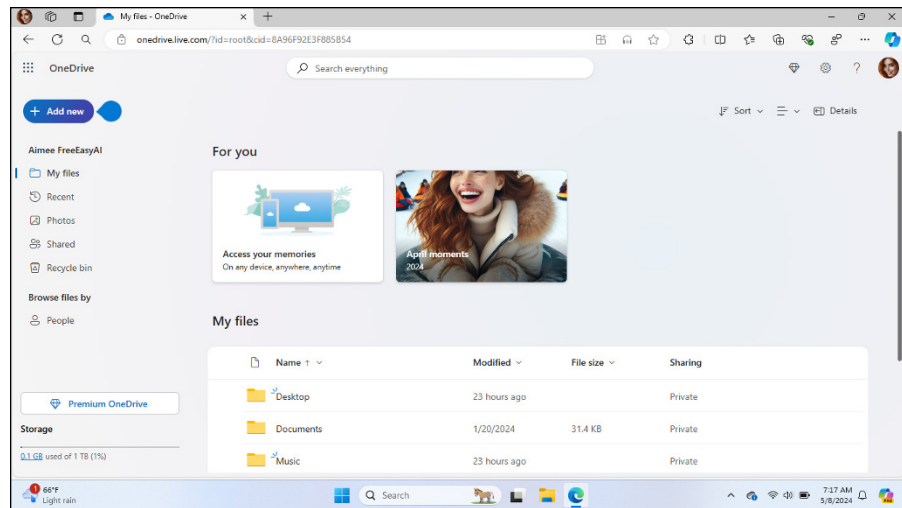 My files - OneDrive
onedrive.live.com/?id=root&cid=8A96F92E3F885B54
OneDrive
Search everything
?
+ Add new
Sort
Details
Aimee FreeEasyAI
My files
Recent
Photos
Shared
Recycle bin
Browse files by
People
Premium OneDrive
Storage
0.1 GB used of 1 TB (1%)
For you
Access your memories
On any device, anywhere, anytime
April moments
2024
My files
Name ↑ Modified File size Sharing
Desktop 23 hours ago Private
Documents 1/20/2024 31.4 KB Private
Music 23 hours ago Private
1
66°F
Light rain
Search
7:17 AM
5/8/2024